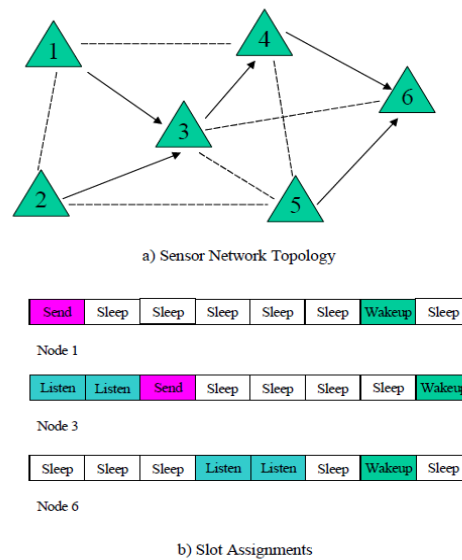 1
4
6
3
2
5
a) Sensor Network Topology
Send Sleep Sleep Sleep Sleep Sleep Wakeup Sleep
Node 1
Listen Listen Send Sleep Sleep Sleep Sleep Wakeu
Node 3
Sleep Sleep Sleep Listen Listen Sleep Wakeup Sleep
Node 6
b) Slot Assignments